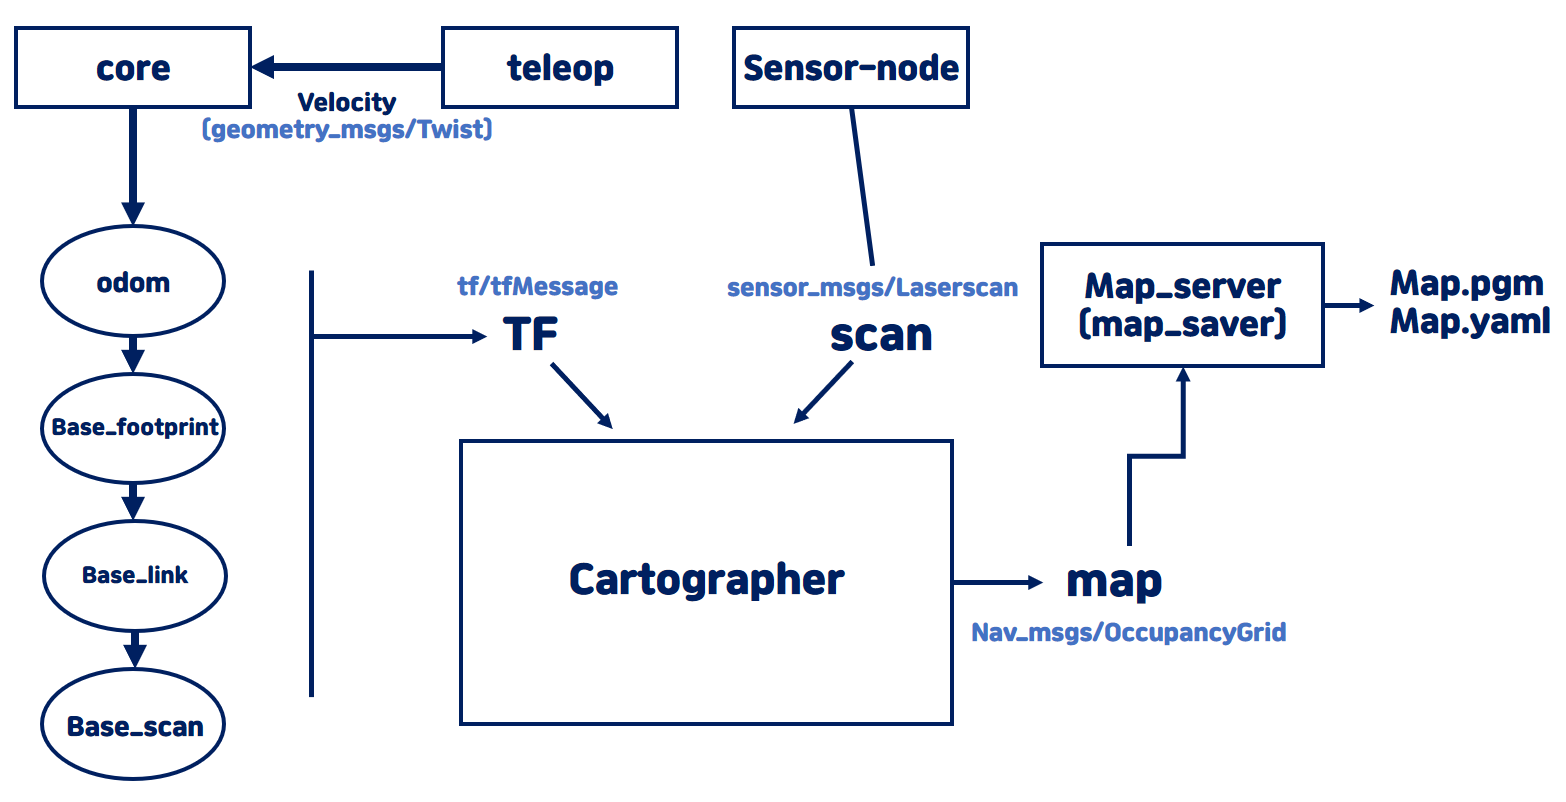 core
teleop
Sensor-node
Velocity
(geometry_msgs/Twist)
odom
tf/tfMessage
TF
sensor_msgs/Laserscan
scan
Map_server
(map_saver)
Map.pgm
Map.yaml
Base_footprint
Base_link
Cartographer
map
Nav_msgs/OccupancyGrid
Base_scan